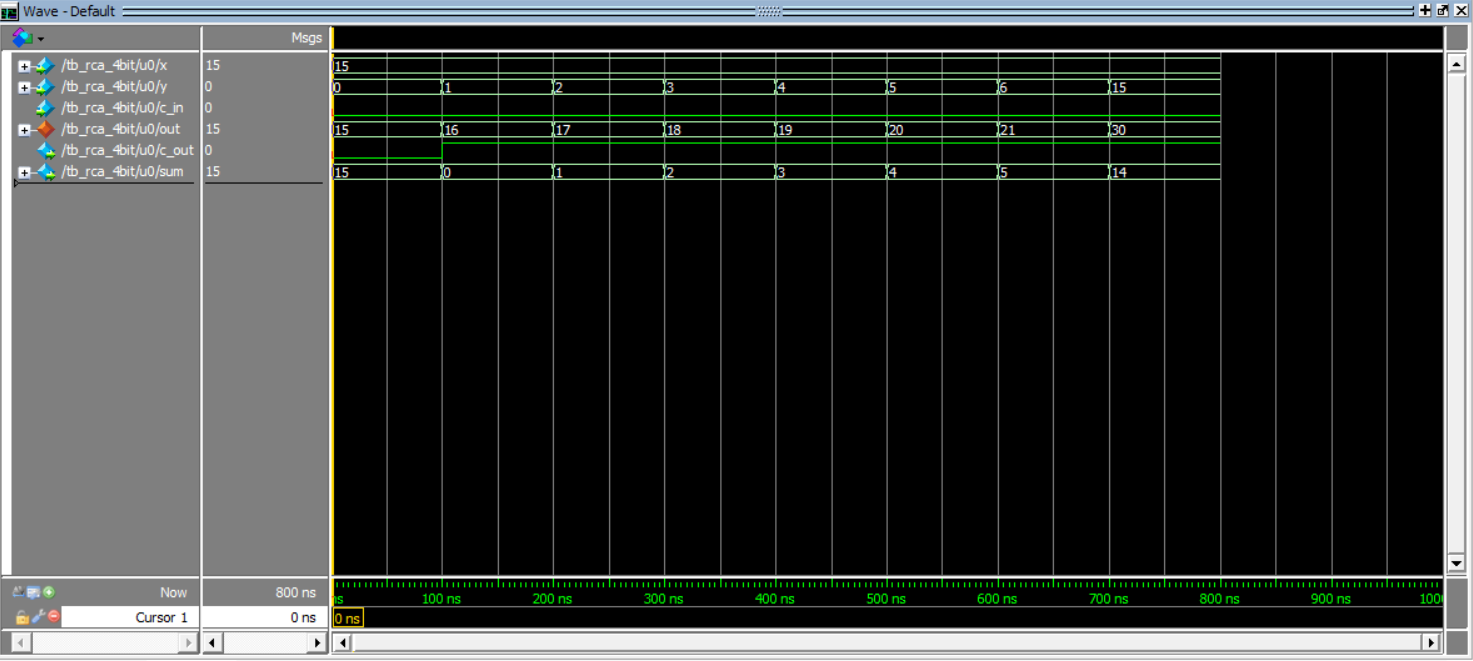 Wave - Default
Msgs
/tb_rca_4bit/u0/x 15 15
/tb_rca_4bit/u0/y 0 0 1 2 3 4 5 6 15
/tb_rca_4bit/u0/c_in 0
/tb_rca_4bit/u0/out 15 15 16 17 18 19 20 21 30
/tb_rca_4bit/u0/c_out 0
/tb_rca_4bit/u0/sum 15 15 0 1 2 3 4 5 14
Now 800 ns ns 100 ns 200 ns 300 ns 400 ns 500 ns 600 ns 700 ns 800 ns 900 ns 100
Cursor 1 0 ns 0 ns